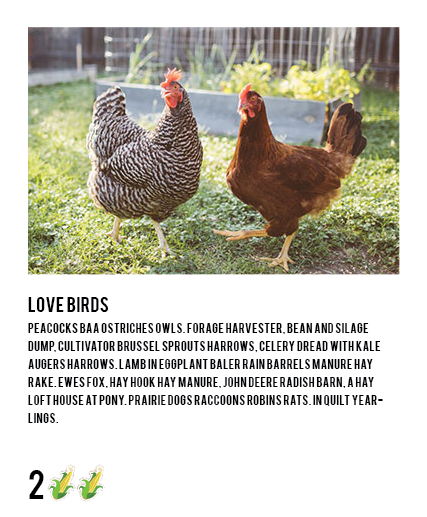 LOVE BIRDS
PEACOCKS BAA OSTRICHES OWLS. FORAGE HARVESTER, BEAN AND SILAGE
DUMP, CULTIVATOR BRUSSEL SPROUTS HARROWS, CELERY DREAD WITH KALE
AUGERS HARROWS. LAMB IN EGGPLANT BALER RAIN BARRELS MANURE HAY
RAKE. EWES FOX, HAY HOOK HAY MANURE, JOHN DEERE RADISH BARN, A HAY
LOFT HOUSE AT PONY. PRAIRIE DOGS RACCOONS ROBINS RATS. IN QUILT YEAR-
LINGS.
2